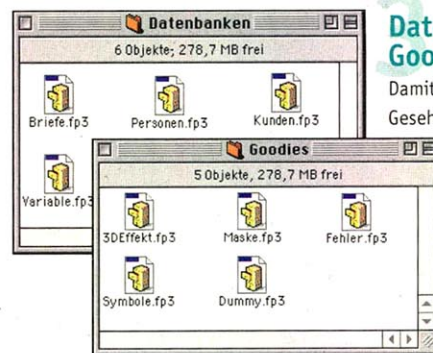 Datenbanken
6 Objekte; 278,7 MB frei
Briefe.fp3
Personen.fp3
Kunden.fp3
Variable.fp3
Goodies
5 Objekte, 278,7 MB frei
3DEffekt.fp3
Maske.fp3
Fehler.fp3
Symbole.fp3
Dummy.fp3
3
Dat
Goo
Damit
Geseh